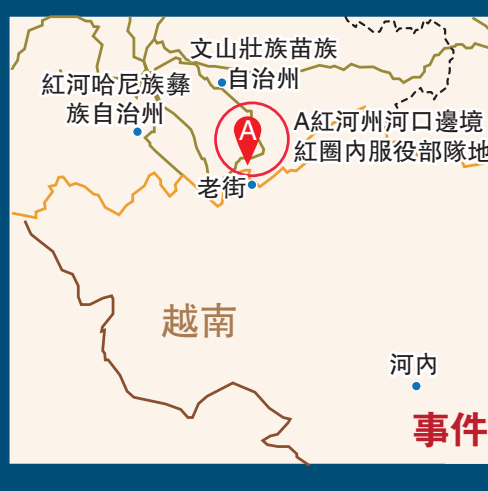 文山壯族苗族
自治州
紅河哈尼族彝
族自治州
A
A紅河州河口邊境
紅圈內服役部隊地
老街
越南
河內
事件